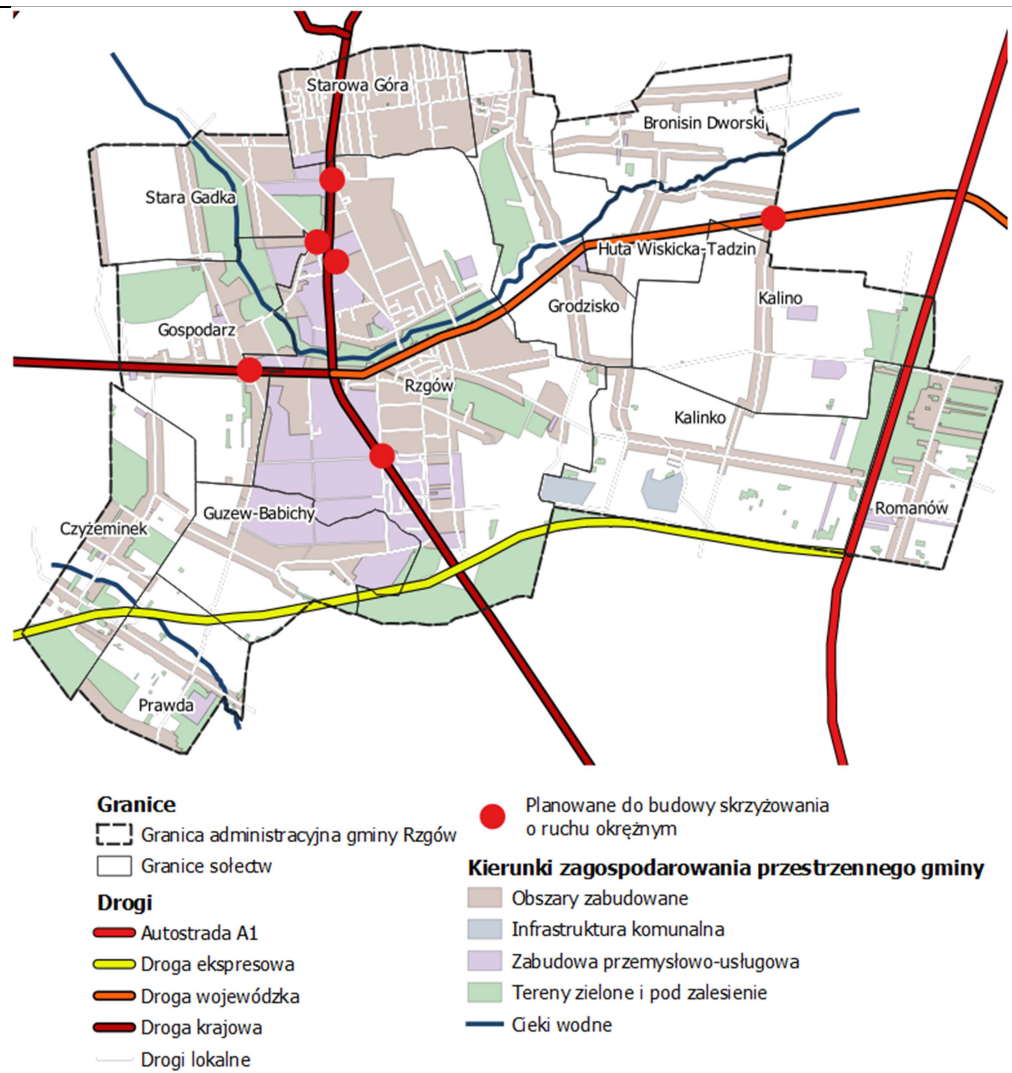 Starowa Góra
Bronisin Dworski
Stara Gadka
Huta Wiskicka-Tadzin
Kalino
Grodzisko
Gospodarz
Rzgów
Kalinko
Romanów
Guzew-Babichy
Czyżeminek
Prawda
Granice
Granica administracyjna gminy Rzgów
Granice sołectw
Drogi
Autostrada A1
Droga ekspresowa
Droga wojewódzka
Droga krajowa
Drogi lokalne
Planowane do budowy skrzyżowania
o ruchu okrężnym
Kierunki zagospodarowania przestrzennego gminy
Obszary zabudowane
Infrastruktura komunalna
Zabudowa przemysłowo-usługowa
Tereny zielone i pod zalesienie
Cieki wodne